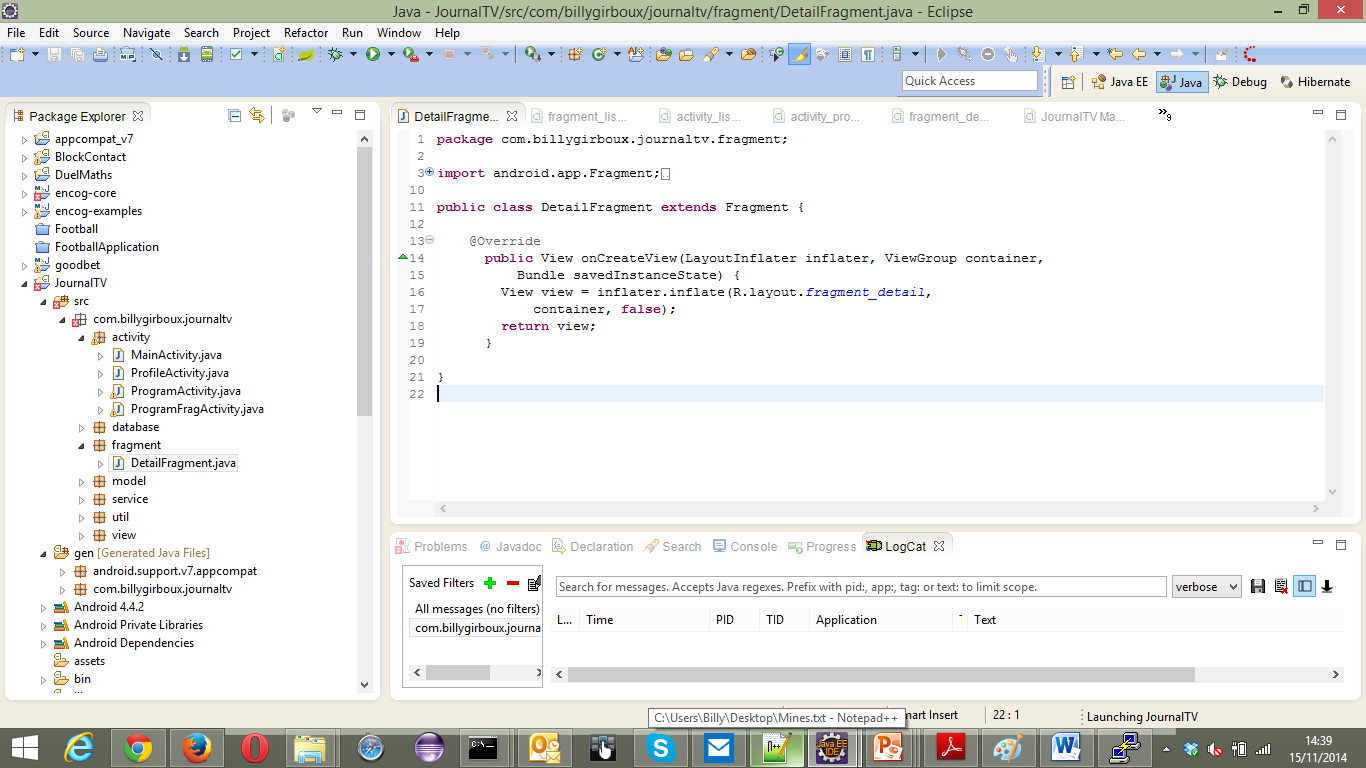 Java - JournalTV/src/com/billygirboux/journaltv/fragment/DetailFragment.java - Eclipse
File Edit Source Navigate Search Project Refactor Run Window Help
Quick Access
Java EE Java Debug Hibernate
Package Explorer
appcompat_v7
BlockContact
DuelMaths
encog-core
encog-examples
Football
FootballApplication
goodbet
JournalTV
src
com.billygirboux.journaltv
activity
MainActivity.java
ProfileActivity.java
ProgramActivity.java
ProgramFragActivity.java
database
fragment
DetailFragment.java
model
service
util
view
gen [Generated Java Files]
android.support.v7.appcompat
com.billygirboux.journaltv
Android 4.4.2
Android Private Libraries
Android Dependencies
assets
bin
DetailFragme... fragment_lis... activity_lis... activity_pro... fragment_de... JournalTV Ma... 9
1 package com.billygirboux.journaltv.fragment;
2
3 import android.app.Fragment;
10
11 public class DetailFragment extends Fragment {
12
13 @Override
14 public View onCreateView(LayoutInflater inflater, ViewGroup container,
15 Bundle savedInstanceState) {
16 View view = inflater.inflate(R.layout.fragment_detail,
17 container, false);
18 return view;
19 }
20
21 }
22
Problems @ Javadoc Declaration Search Console Progress LogCat
Saved Filters
All messages (no filters)
com.billygirboux.journa
Search for messages. Accepts Java regexes. Prefix with pid:, app:, tag: or text: to limit scope.
verbose
L... Time PID TID Application Text
C:\Users\Billy\Desktop\Mines.txt - Notepad++
mart Insert 22 : 1 Launching JournalTV
14:39
15/11/2014